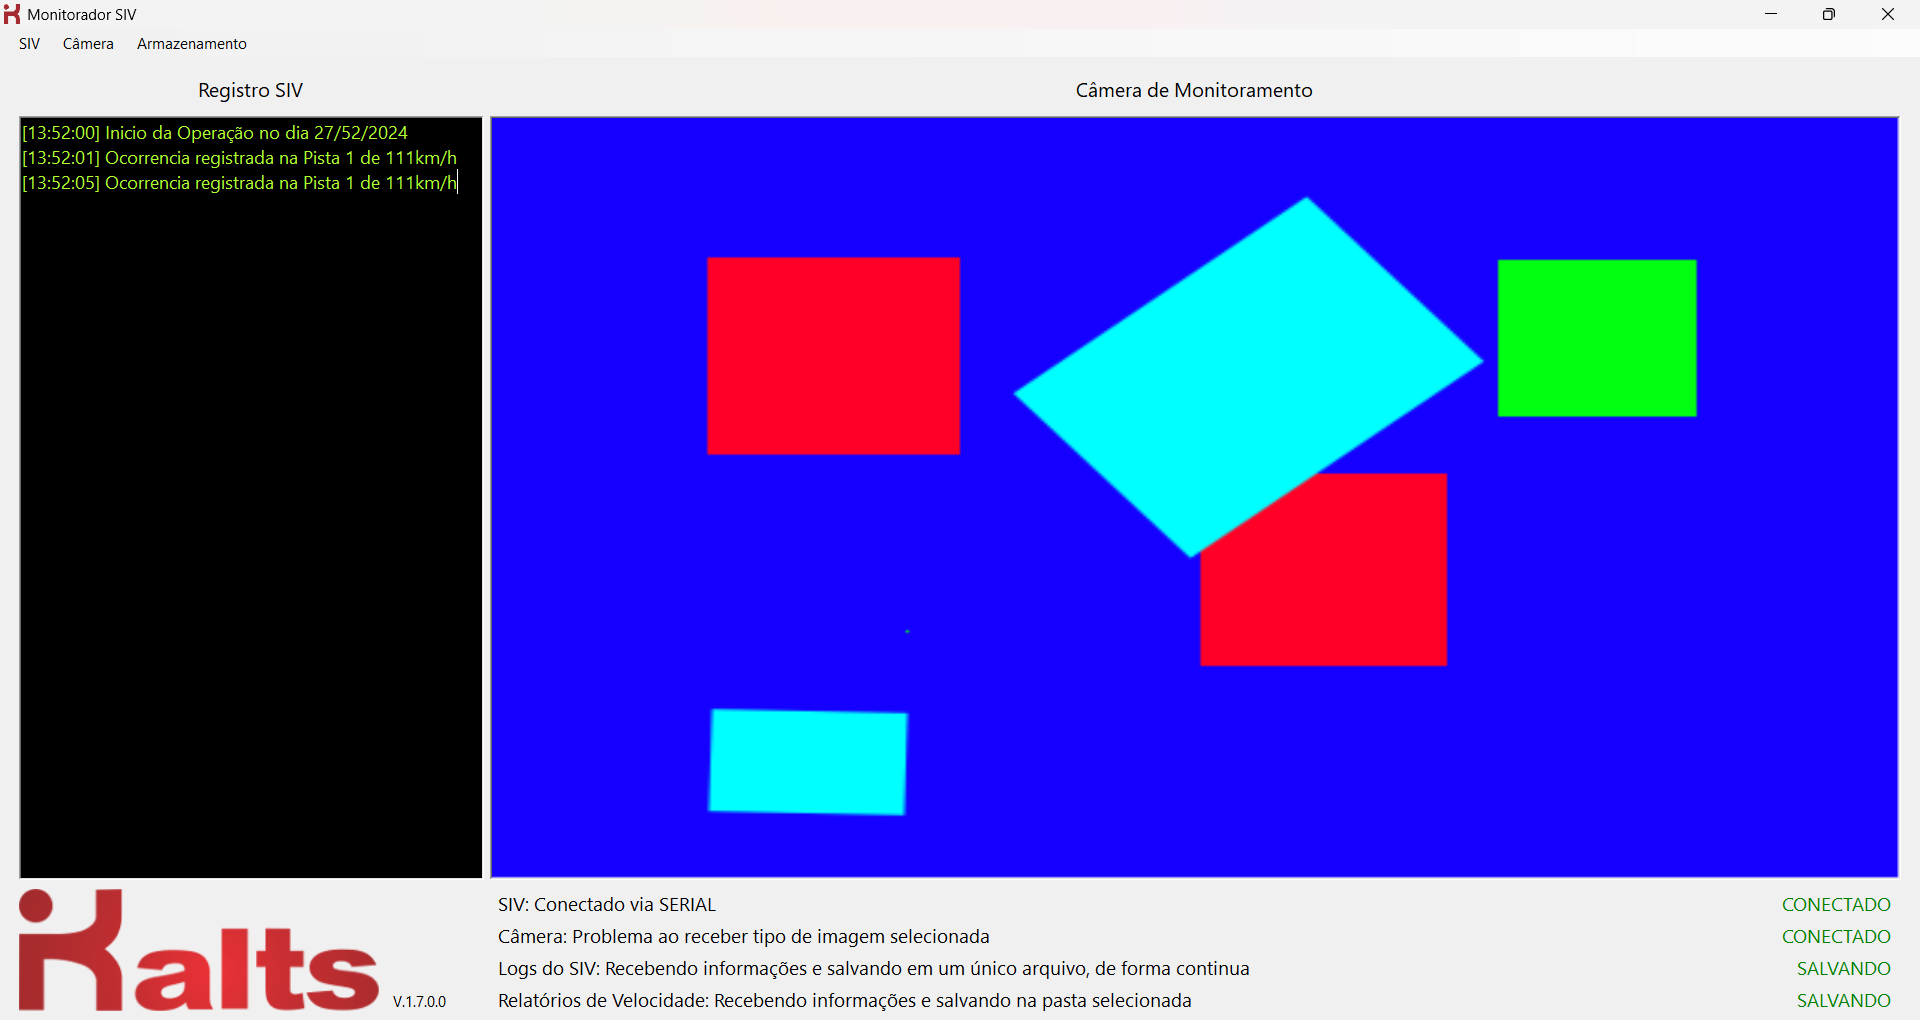 Monitorador SIV
SIV Câmera Armazenamento
Registro SIV
Câmera de Monitoramento
[13:52:00] Inicio da Operação no dia 27/52/2024
[13:52:01] Ocorrencia registrada na Pista 1 de 111km/h
[13:52:05] Ocorrencia registrada na Pista 1 de 111km/h
Kalts
V.1.7.0.0
SIV: Conectado via SERIAL CONECTADO
Câmera: Problema ao receber tipo de imagem selecionada CONECTADO
Logs do SIV: Recebendo informações e salvando em um único arquivo, de forma continua SALVANDO
Relatórios de Velocidade: Recebendo informações e salvando na pasta selecionada SALVANDO